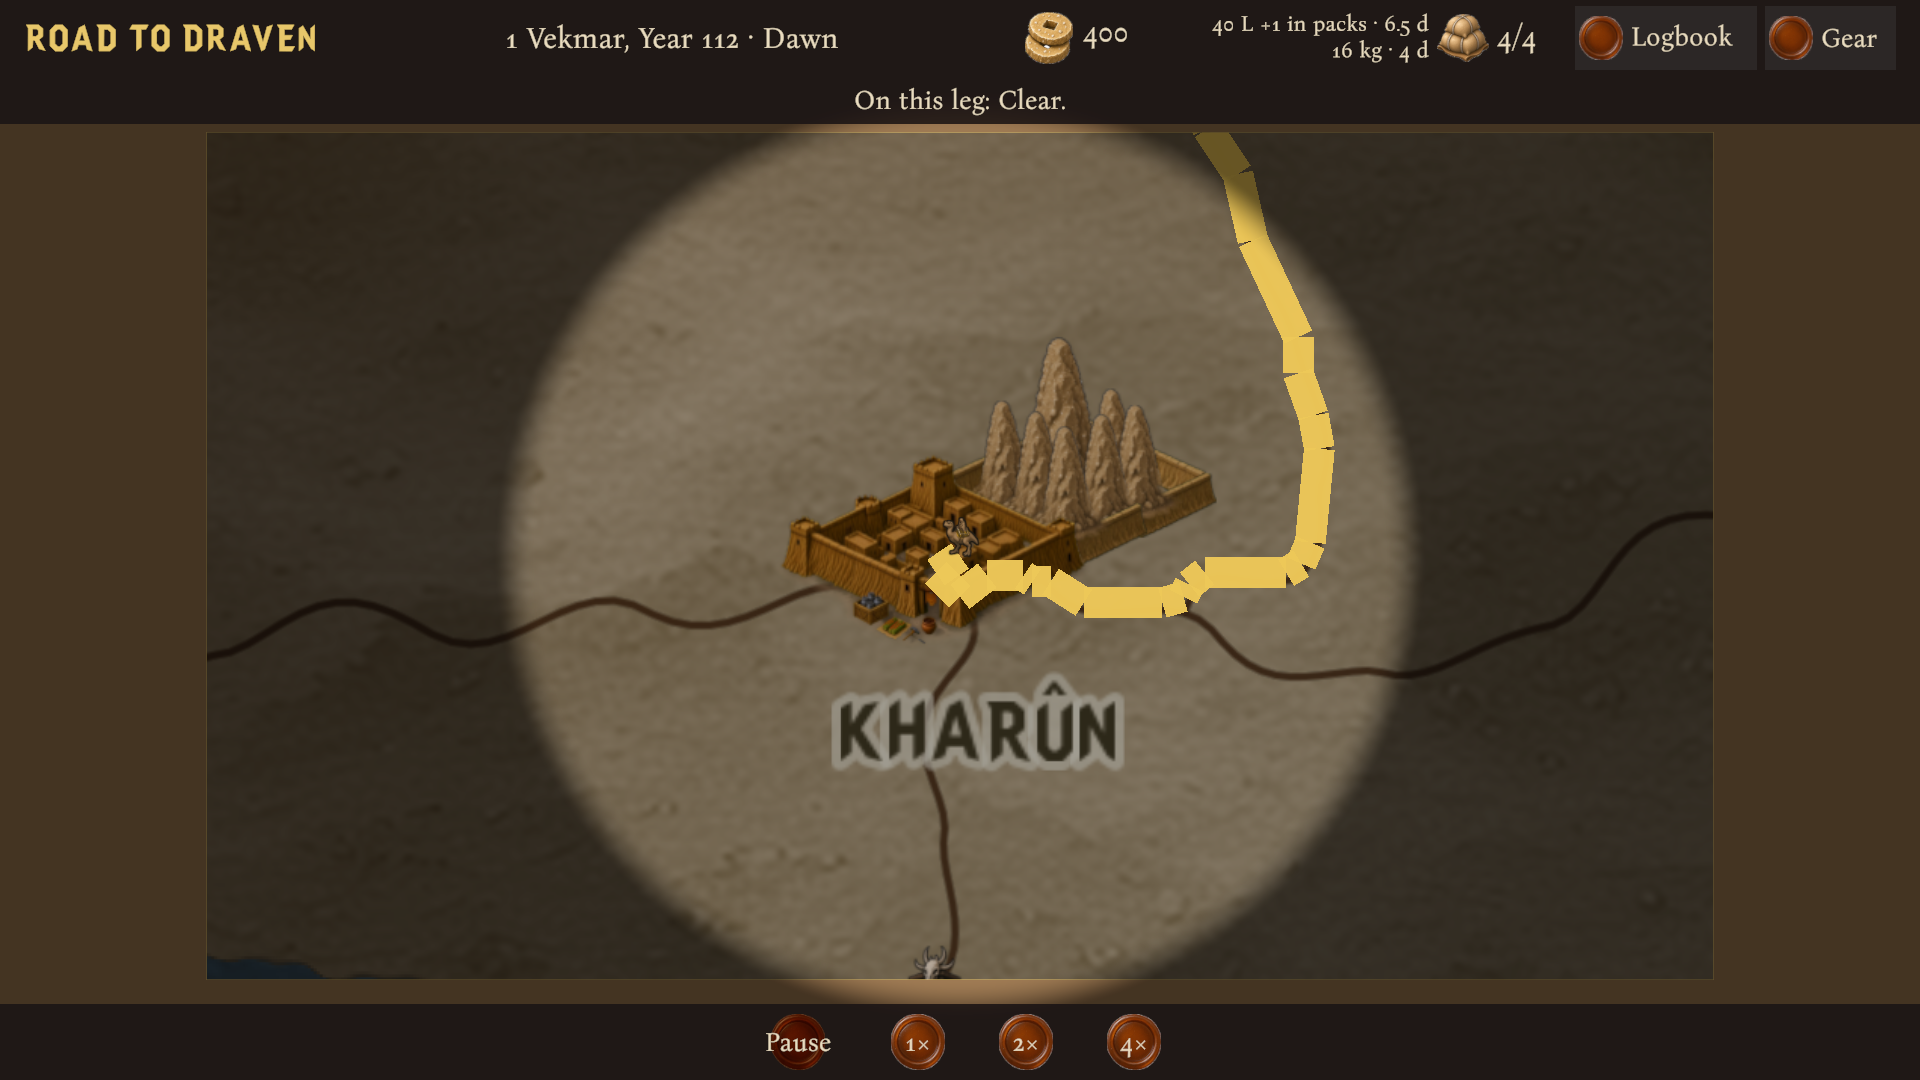 ROAD TO DRAVEN
1 Vekmar, Year 112 · Dawn
400
40 L +1 in packs · 6.5 d
16 kg · 4 d
4/4
Logbook
Gear
On this leg: Clear.
KHARÛN
Pause
1×
2×
4×